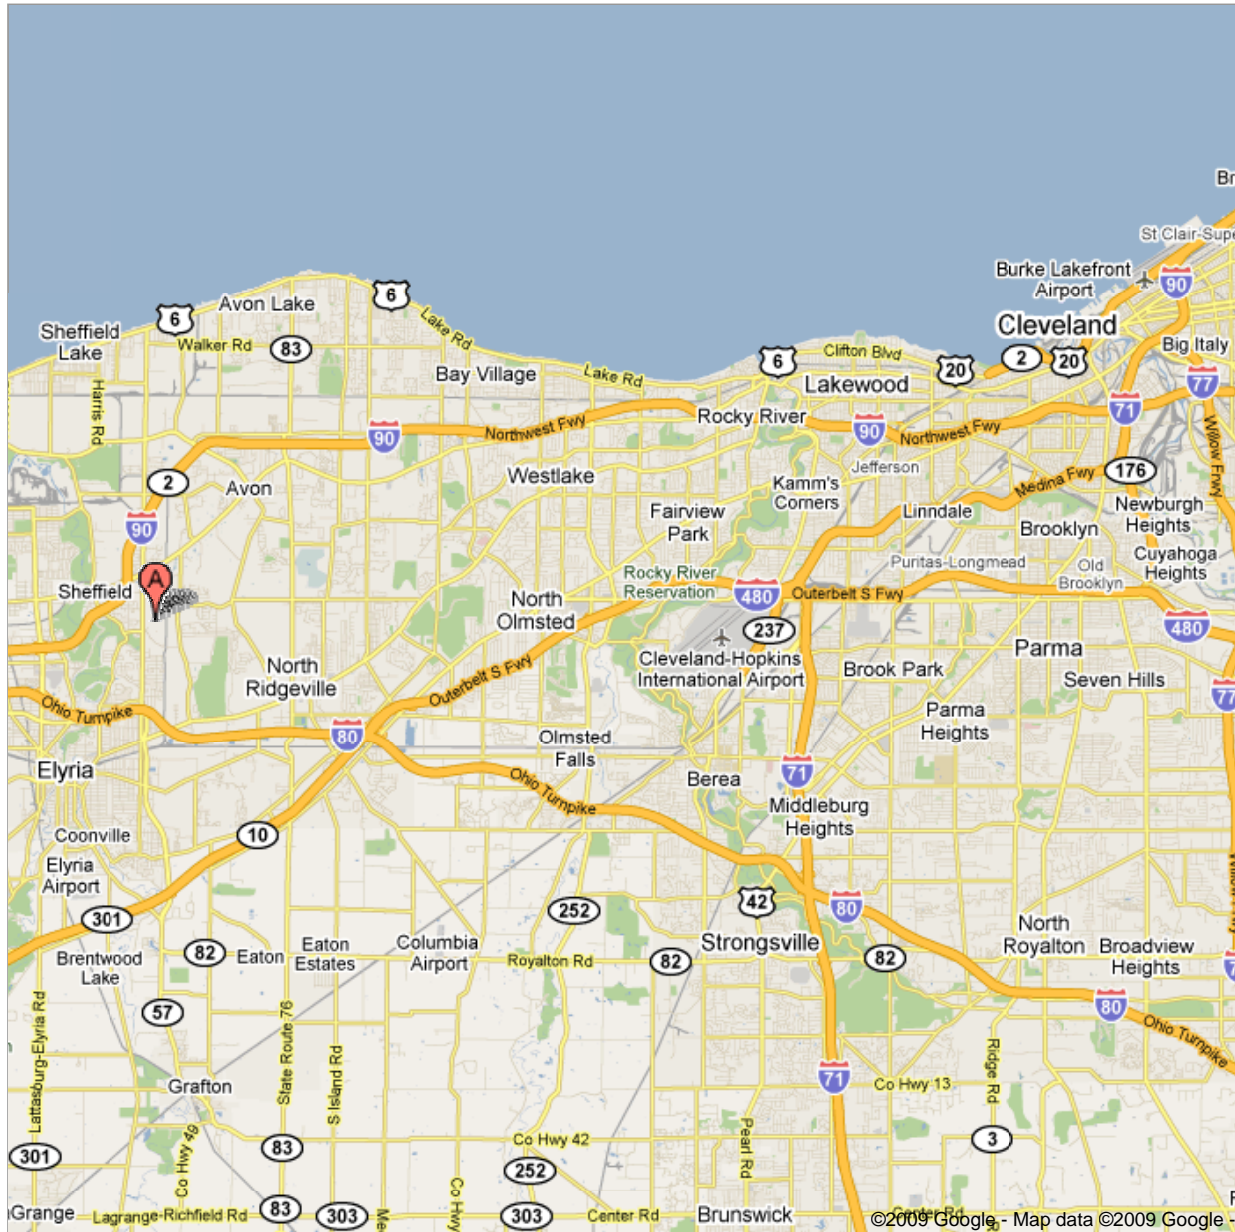 Br
St Clair-Supe
Burke Lakefront
Airport
90
Avon Lake
6
6
Cleveland
Sheffield
Lake
Walker Rd
83
Lake Rd
Clifton Blvd
6
20
2
20
Big Italy
Bay Village
Lake Rd
Lakewood
77
Harris Rd
Rocky River
71
90
Northwest Fwy
90
Northwest Fwy
Willow Frwy
Jefferson
176
2
Avon
Westlake
Kamm's
Corners
Medina Fwy
90
Fairview
Park
Linndale
Brooklyn
Newburgh
Heights
A
Sheffield
Rocky River
Reservation
Puritas-Longmead
Old
Brooklyn
Cuyahoga
Heights
North
Olmsted
480
Outerbelt S Fwy
237
480
North
Ridgeville
Outerbelt S Fwy
Cleveland-Hopkins
International Airport
Brook Park
Parma
Seven Hills
77
Ohio Turnpike
80
Parma
Heights
Olmsted
Falls
Elyria
Berea
71
Ohio Turnpike
Middleburg
Heights
Coonville
10
Elyria
Airport
301
252
42
80
82
Eaton
Eaton
Estates
Columbia
Airport
Royalton Rd
82
Strongsville
82
North
Royalton
Broadview
Heights
Brentwood
Lake
57
80
Ohio Turnpike
Lattasburg-Elyria Rd
State Route 76
S Island Rd
Grafton
71
Co Hwy 13
Ridge Rd
Co Hwy 49
83
Co Hwy 42
Pearl Rd
3
301
252
Co Hwy
aGrange
Lagrange-Richfield Rd
83
303
Me
303
Center Rd
Brunswick
Center Rd
©2009 Google - Map data ©2009 Google -